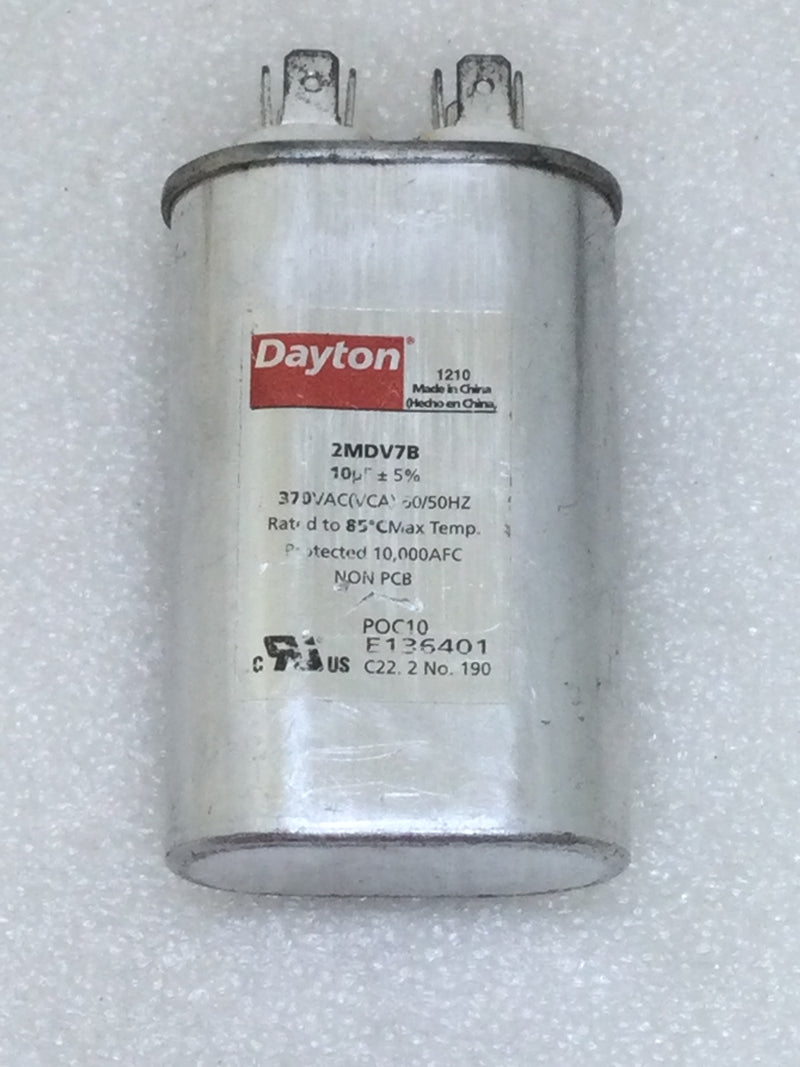 Dayton®
1210
Made in China
(Hecho en China,
2MDV7B
10µF ± 5%
370VAC(VCA) 60/50HZ
Rated to 85°C Max Temp.
Protected 10,000AFC
NON PCB
POC10
E136401
c US C22. 2 No. 190